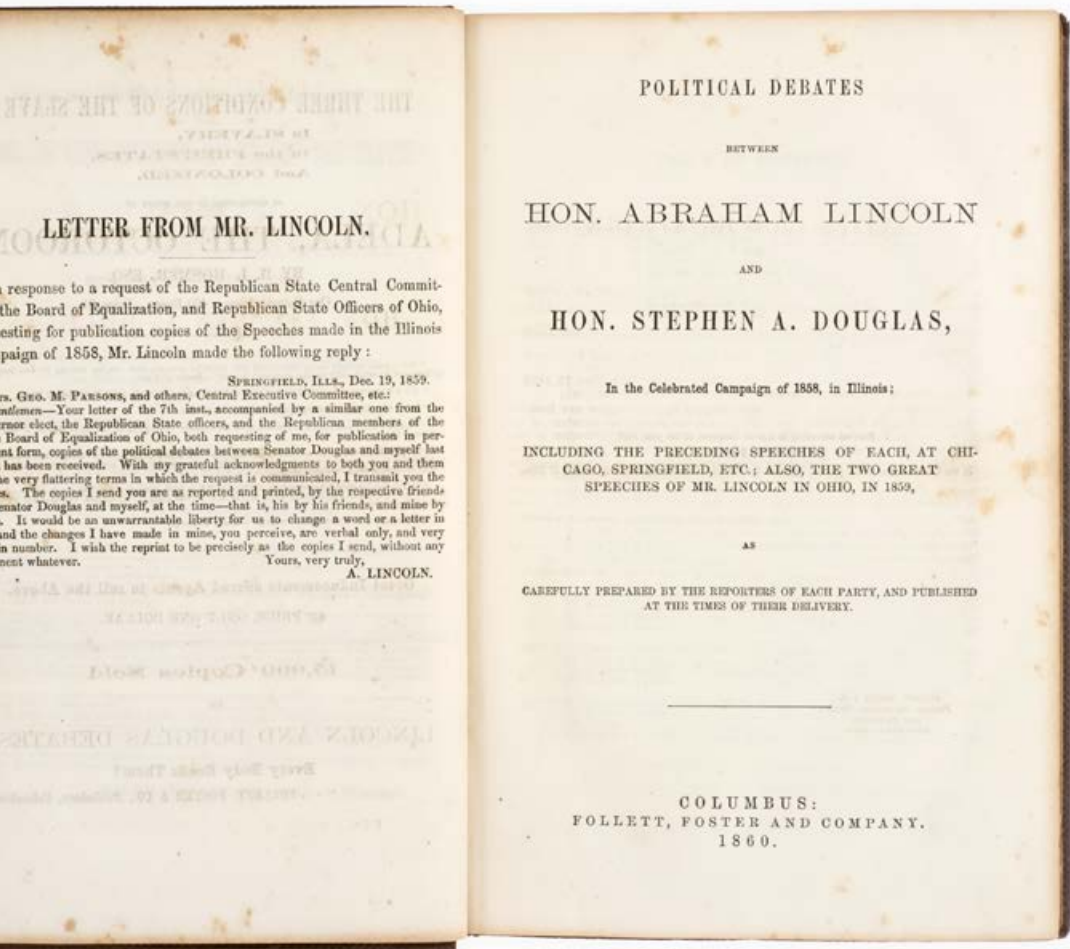 LETTER FROM MR. LINCOLN.
response to a request of the Republican State Central Commit-
the Board of Equalization, and Republican State Officers of Ohio,
esting for publication copies of the Speeches made in the Illinois
paign of 1858, Mr. Lincoln made the following reply :
SPRINGFIELD, ILLS., Dec. 19, 1859.
rs. GEO. M. PARSONS, and others, Central Executive Committee, etc.:
ntlemen—Your letter of the 7th inst., accompanied by a similar one from the
rnor elect, the Republican State officers, and the Republican members of the
Board of Equalization of Ohio, both requesting of me, for publication in per-
nt form, copies of the political debates between Senator Douglas and myself last
has been received. With my grateful acknowledgments to both you and them
he very flattering terms in which the request is communicated, I transmit you the
s. The copies I send you are as reported and printed, by the respective friends
enator Douglas and myself, at the time—that is, his by his friends, and mine by
. It would be an unwarrantable liberty for us to change a word or a letter in
and the changes I have made in mine, you perceive, are verbal only, and very
in number. I wish the reprint to be precisely as the copies I send, without any
ment whatever. Yours, very truly,
A. LINCOLN.
POLITICAL DEBATES
BETWEEN
HON. ABRAHAM LINCOLN
AND
HON. STEPHEN A. DOUGLAS,
In the Celebrated Campaign of 1858, in Illinois;
INCLUDING THE PRECEDING SPEECHES OF EACH, AT CHI-
CAGO, SPRINGFIELD, ETC.; ALSO, THE TWO GREAT
SPEECHES OF MR. LINCOLN IN OHIO, IN 1859,
AS
CAREFULLY PREPARED BY THE REPORTERS OF EACH PARTY, AND PUBLISHED
AT THE TIMES OF THEIR DELIVERY.
COLUMBUS:
FOLLETT, FOSTER AND COMPANY.
1860.